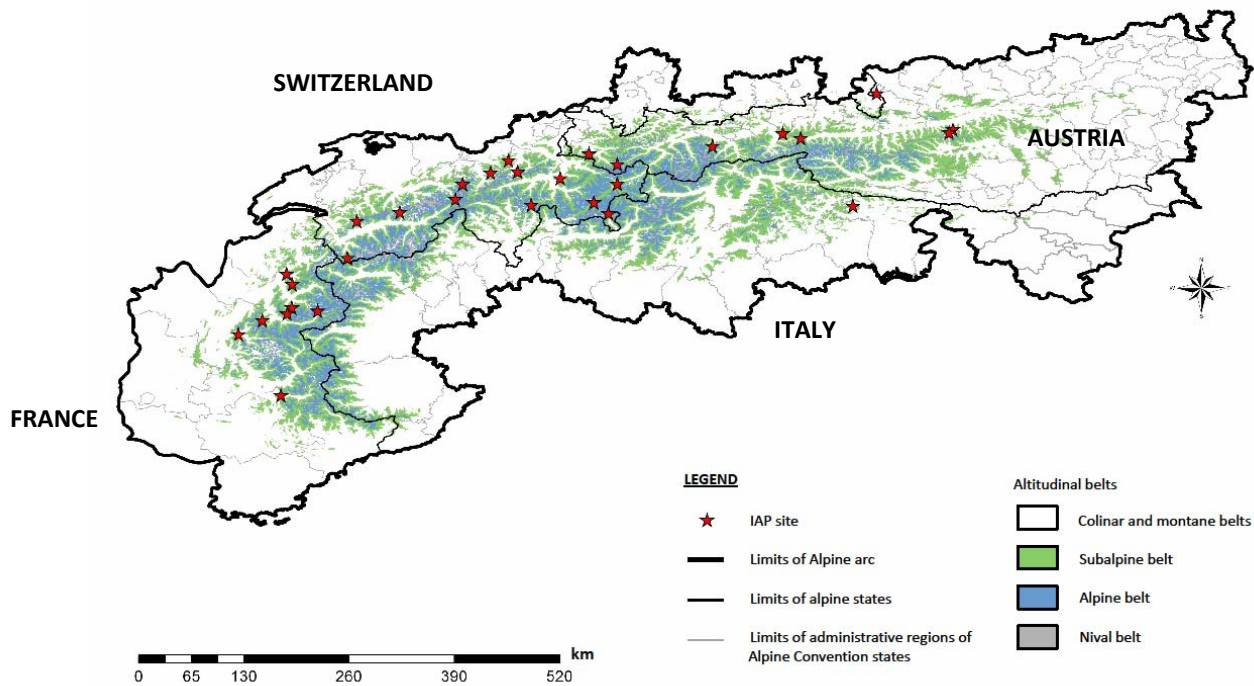 SWITZERLAND
AUSTRIA
ITALY
FRANCE
N
W
E
S
LEGEND
IAP site
Limits of Alpine arc
Limits of alpine states
Limits of administrative regions of
Alpine Convention states
Altitudinal belts
Colinar and montane belts
Subalpine belt
Alpine belt
Nival belt
km
0 65 130 260 390 520